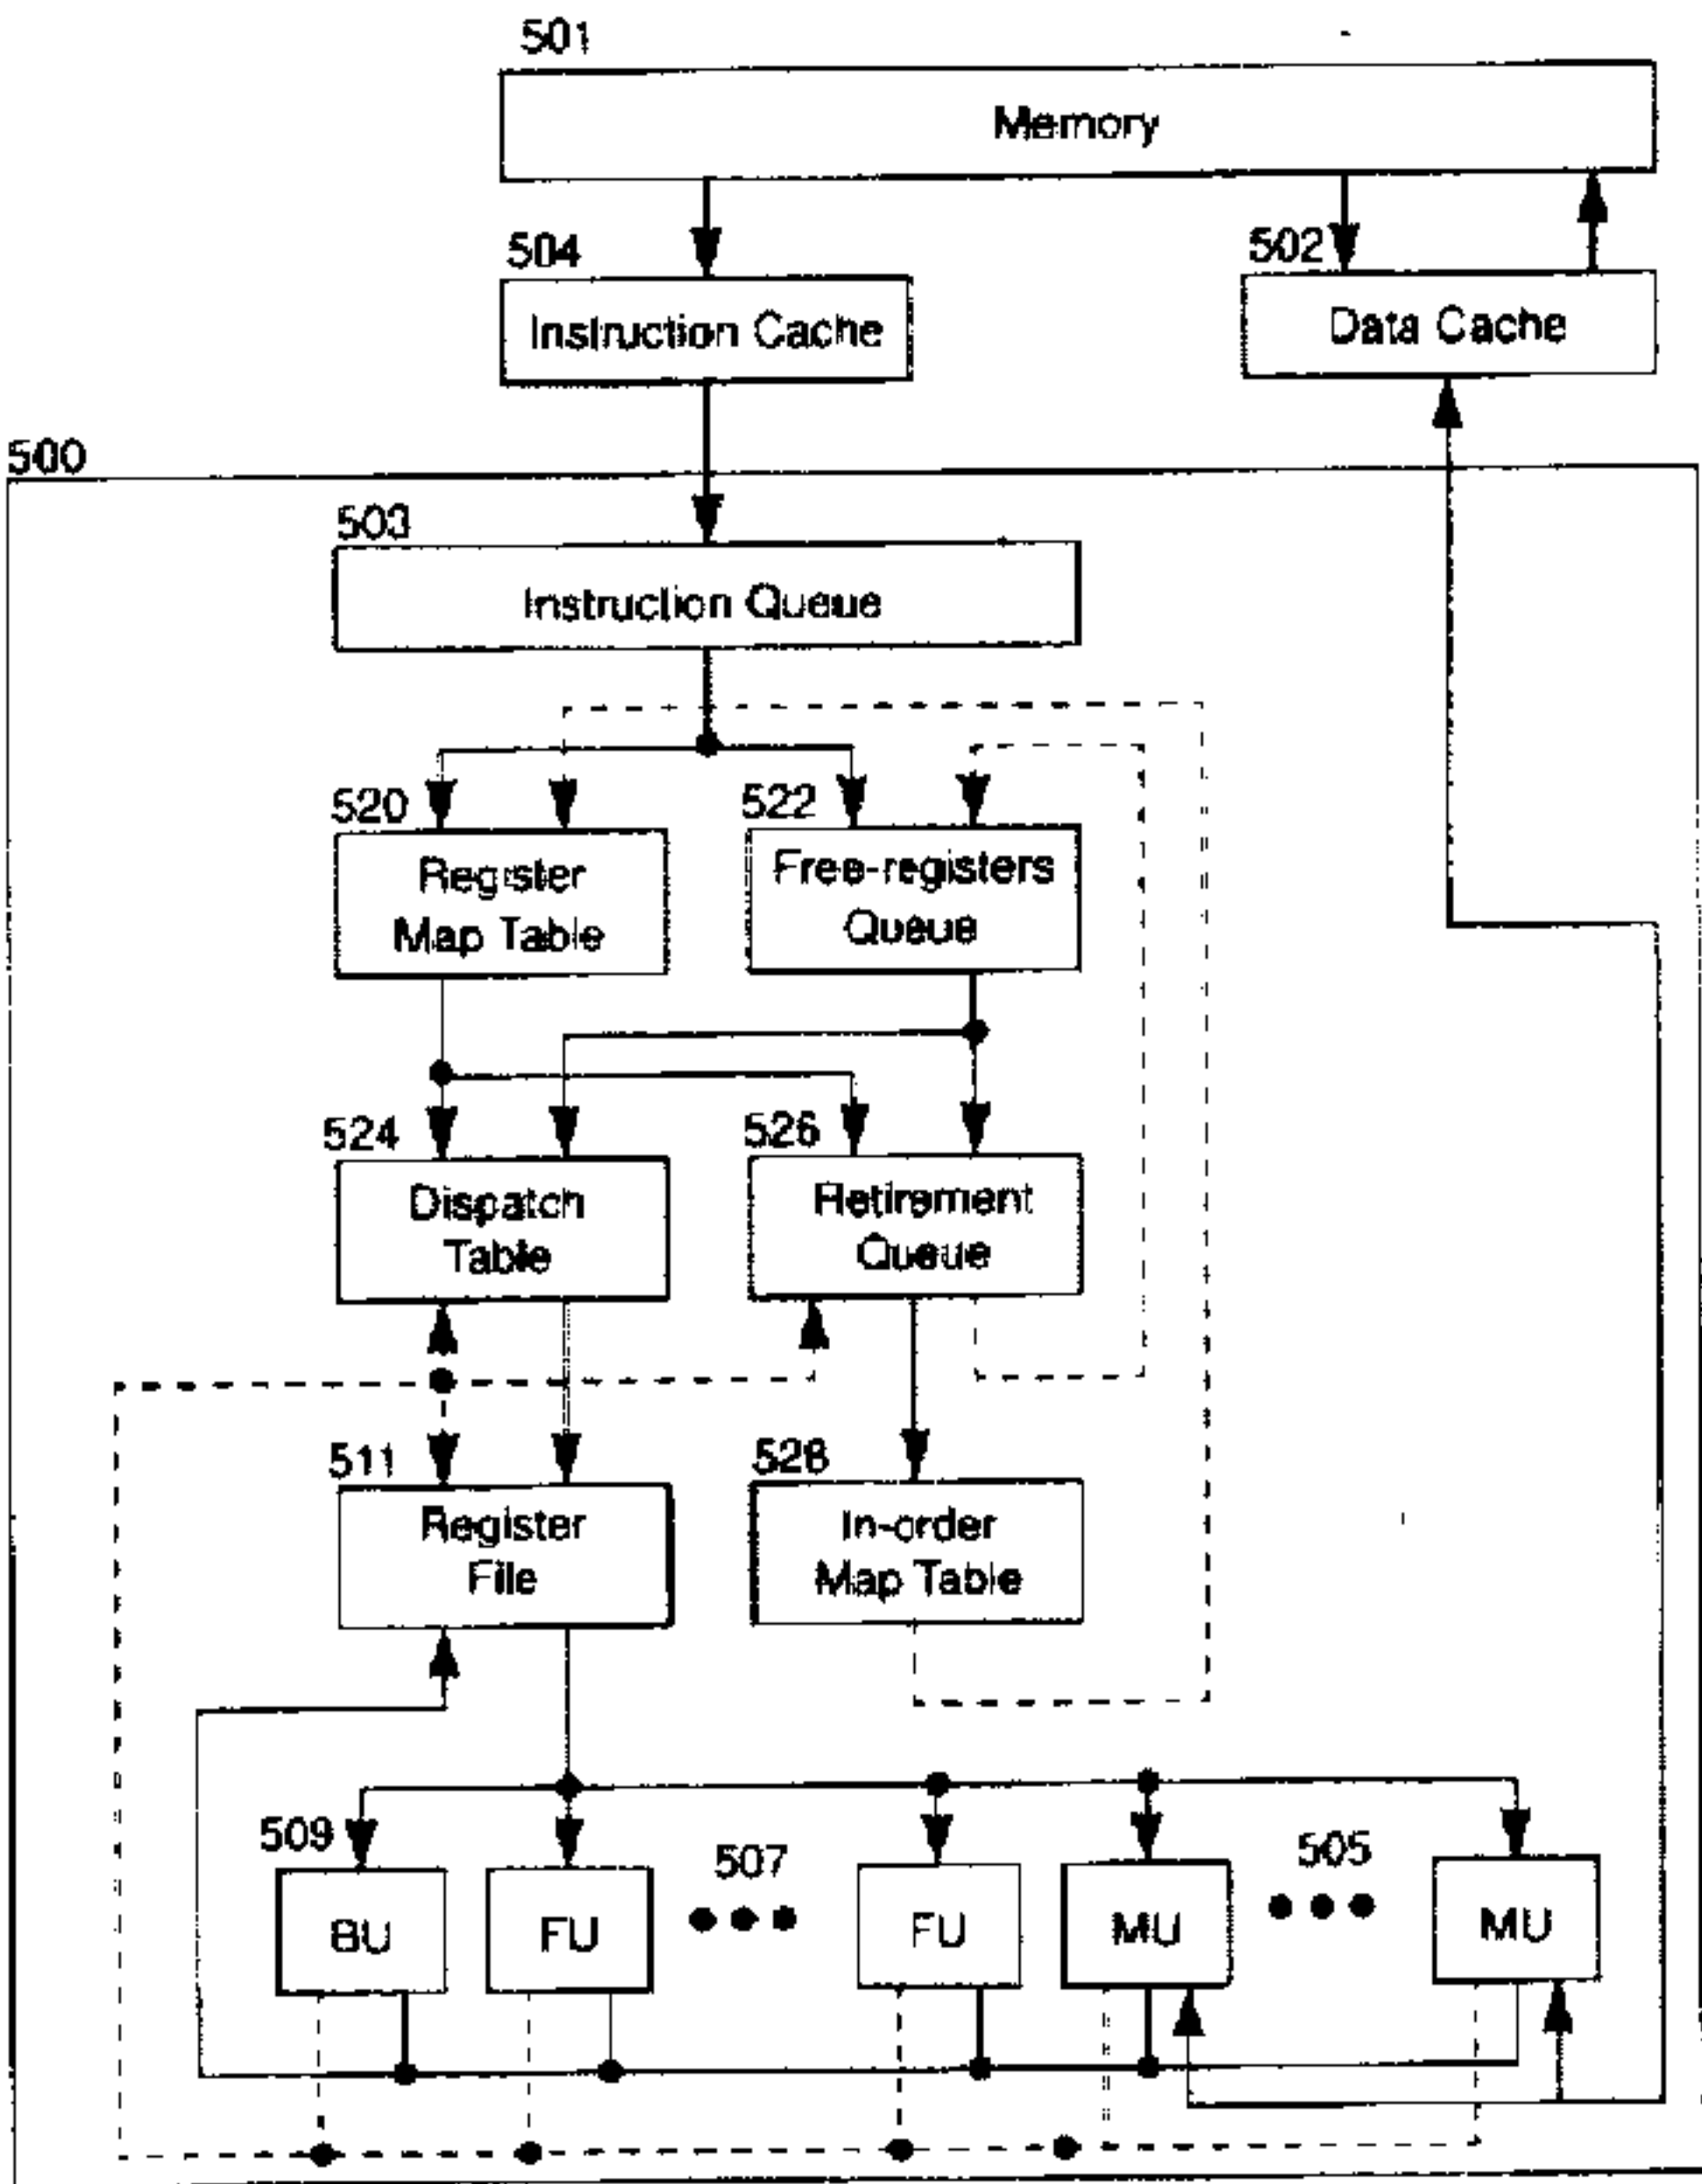 501
Memory
504
502
Instruction Cache
Data Cache
500
503
Instruction Queue
520
522
Register
Map Table
Free-registers
Queue
524
526
Dispatch
Table
Retirement
Queue
511
528
Register
File
In-order
Map Table
509
507
505
BU
FU
FU
MU
MU